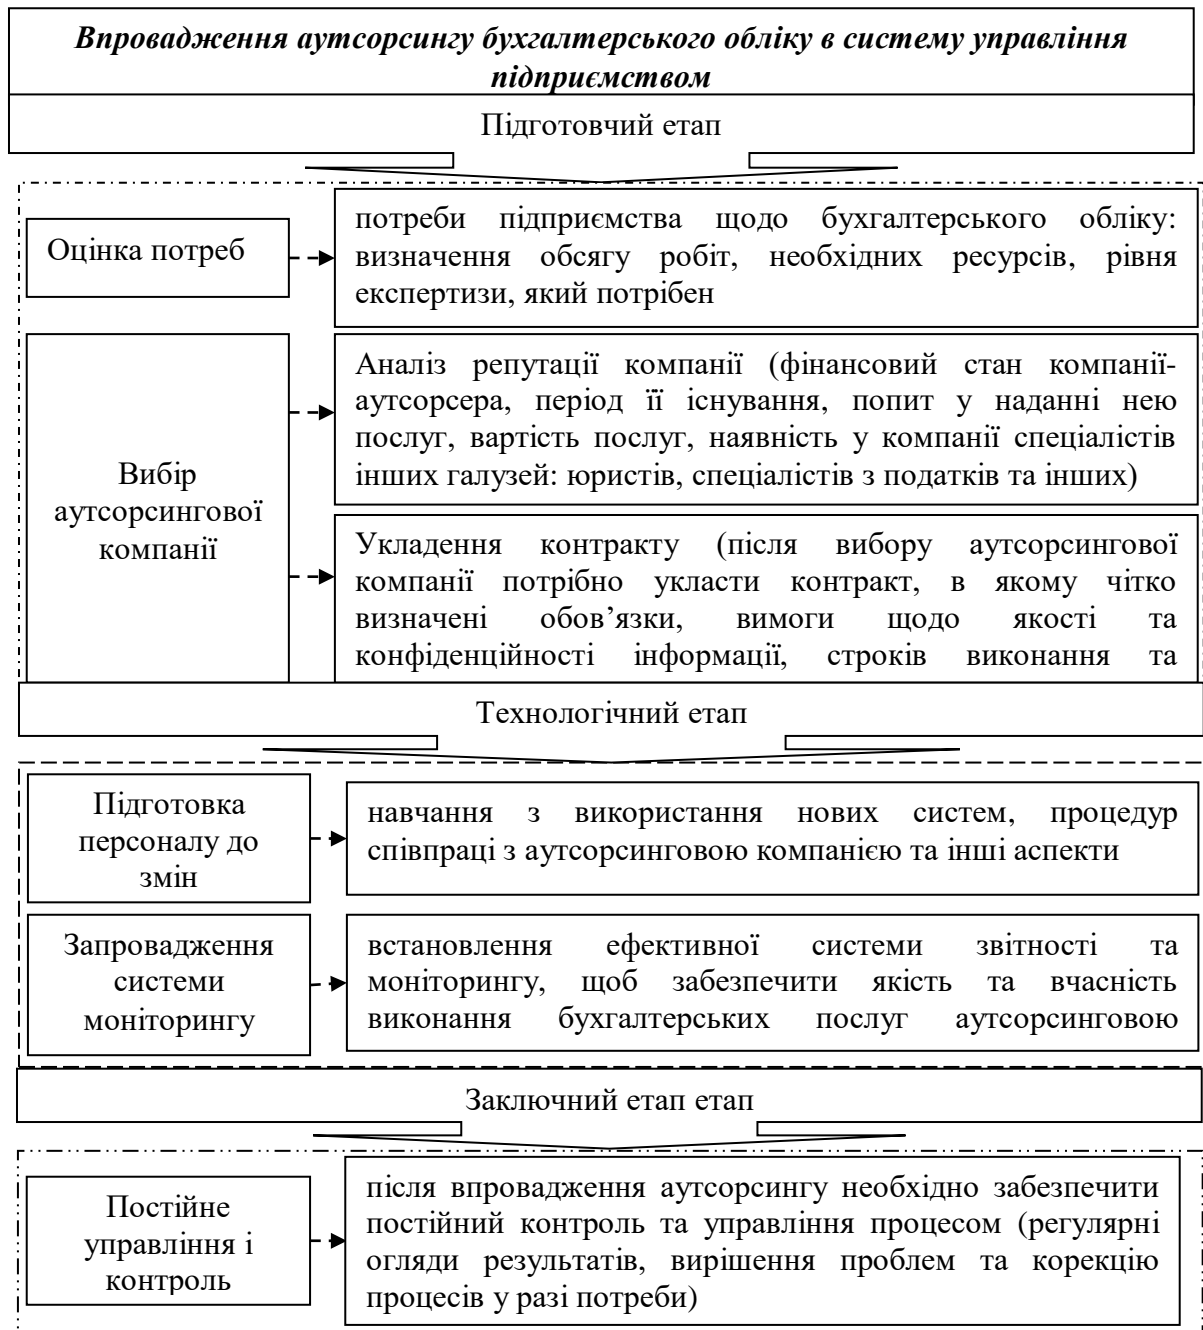 Впровадження аутсорсингу бухгалтерського обліку в систему управління
підприємством
Підготовчий етап
Оцінка потреб
потреби підприємства щодо бухгалтерського обліку:
визначення обсягу робіт, необхідних ресурсів, рівня
експертизи, який потрібен
Вибір
аутсорсингової
компанії
Аналіз репутації компанії (фінансовий стан компанії-
аутсорсера, період її існування, попит у наданні нею
послуг, вартість послуг, наявність у компанії спеціалістів
інших галузей: юристів, спеціалістів з податків та інших)
Укладення контракту (після вибору аутсорсингової
компанії потрібно укласти контракт, в якому чітко
визначені обов’язки, вимоги щодо якості та
конфіденційності інформації, строків виконання та
Технологічний етап
Підготовка
персоналу до
змін
навчання з використання нових систем, процедур
співпраці з аутсорсинговою компанією та інші аспекти
Запровадження
системи
моніторингу
встановлення ефективної системи звітності та
моніторингу, щоб забезпечити якість та вчасність
виконання бухгалтерських послуг аутсорсинговою
Заключний етап етап
Постійне
управління і
контроль
після впровадження аутсорсингу необхідно забезпечити
постійний контроль та управління процесом (регулярні
огляди результатів, вирішення проблем та корекцію
процесів у разі потреби)